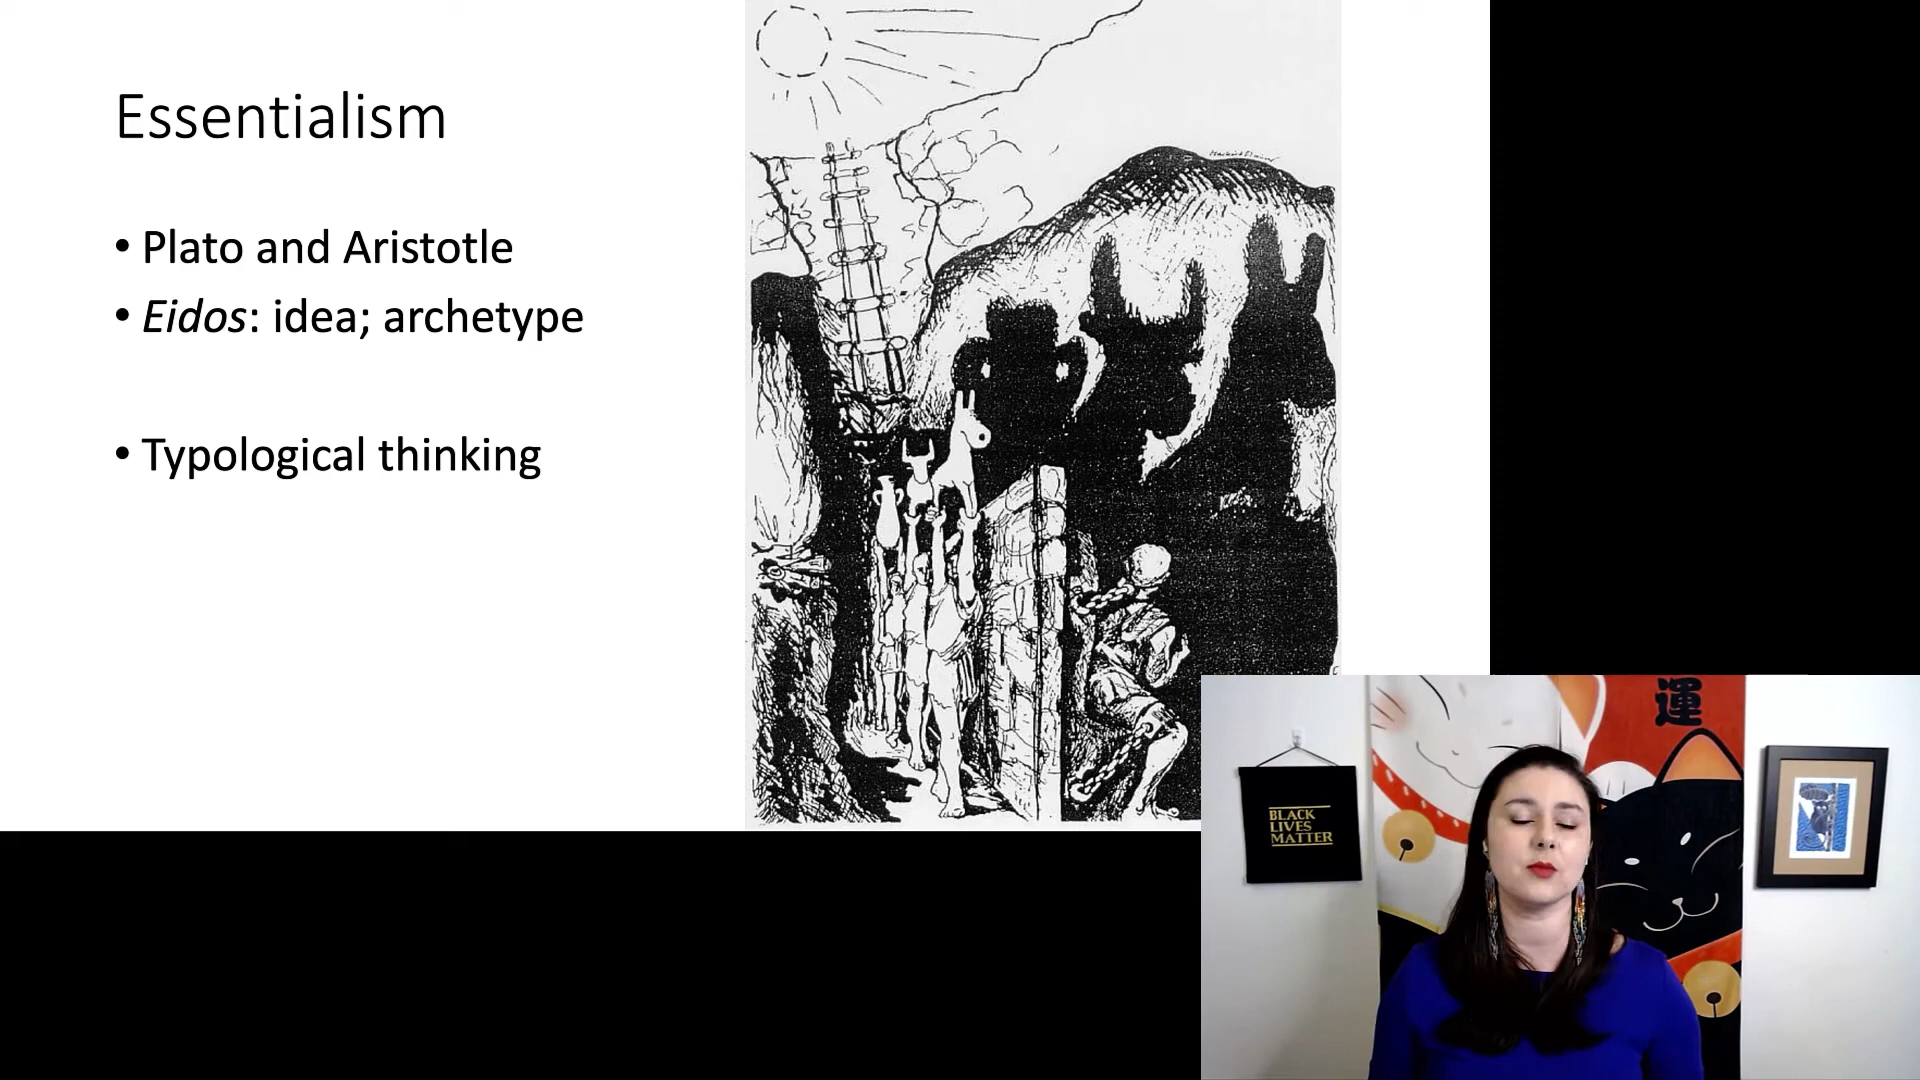 Essentialism
• Plato and Aristotle
• Eidos: idea; archetype
• Typological thinking
運
BLACK
LIVES
MATTER